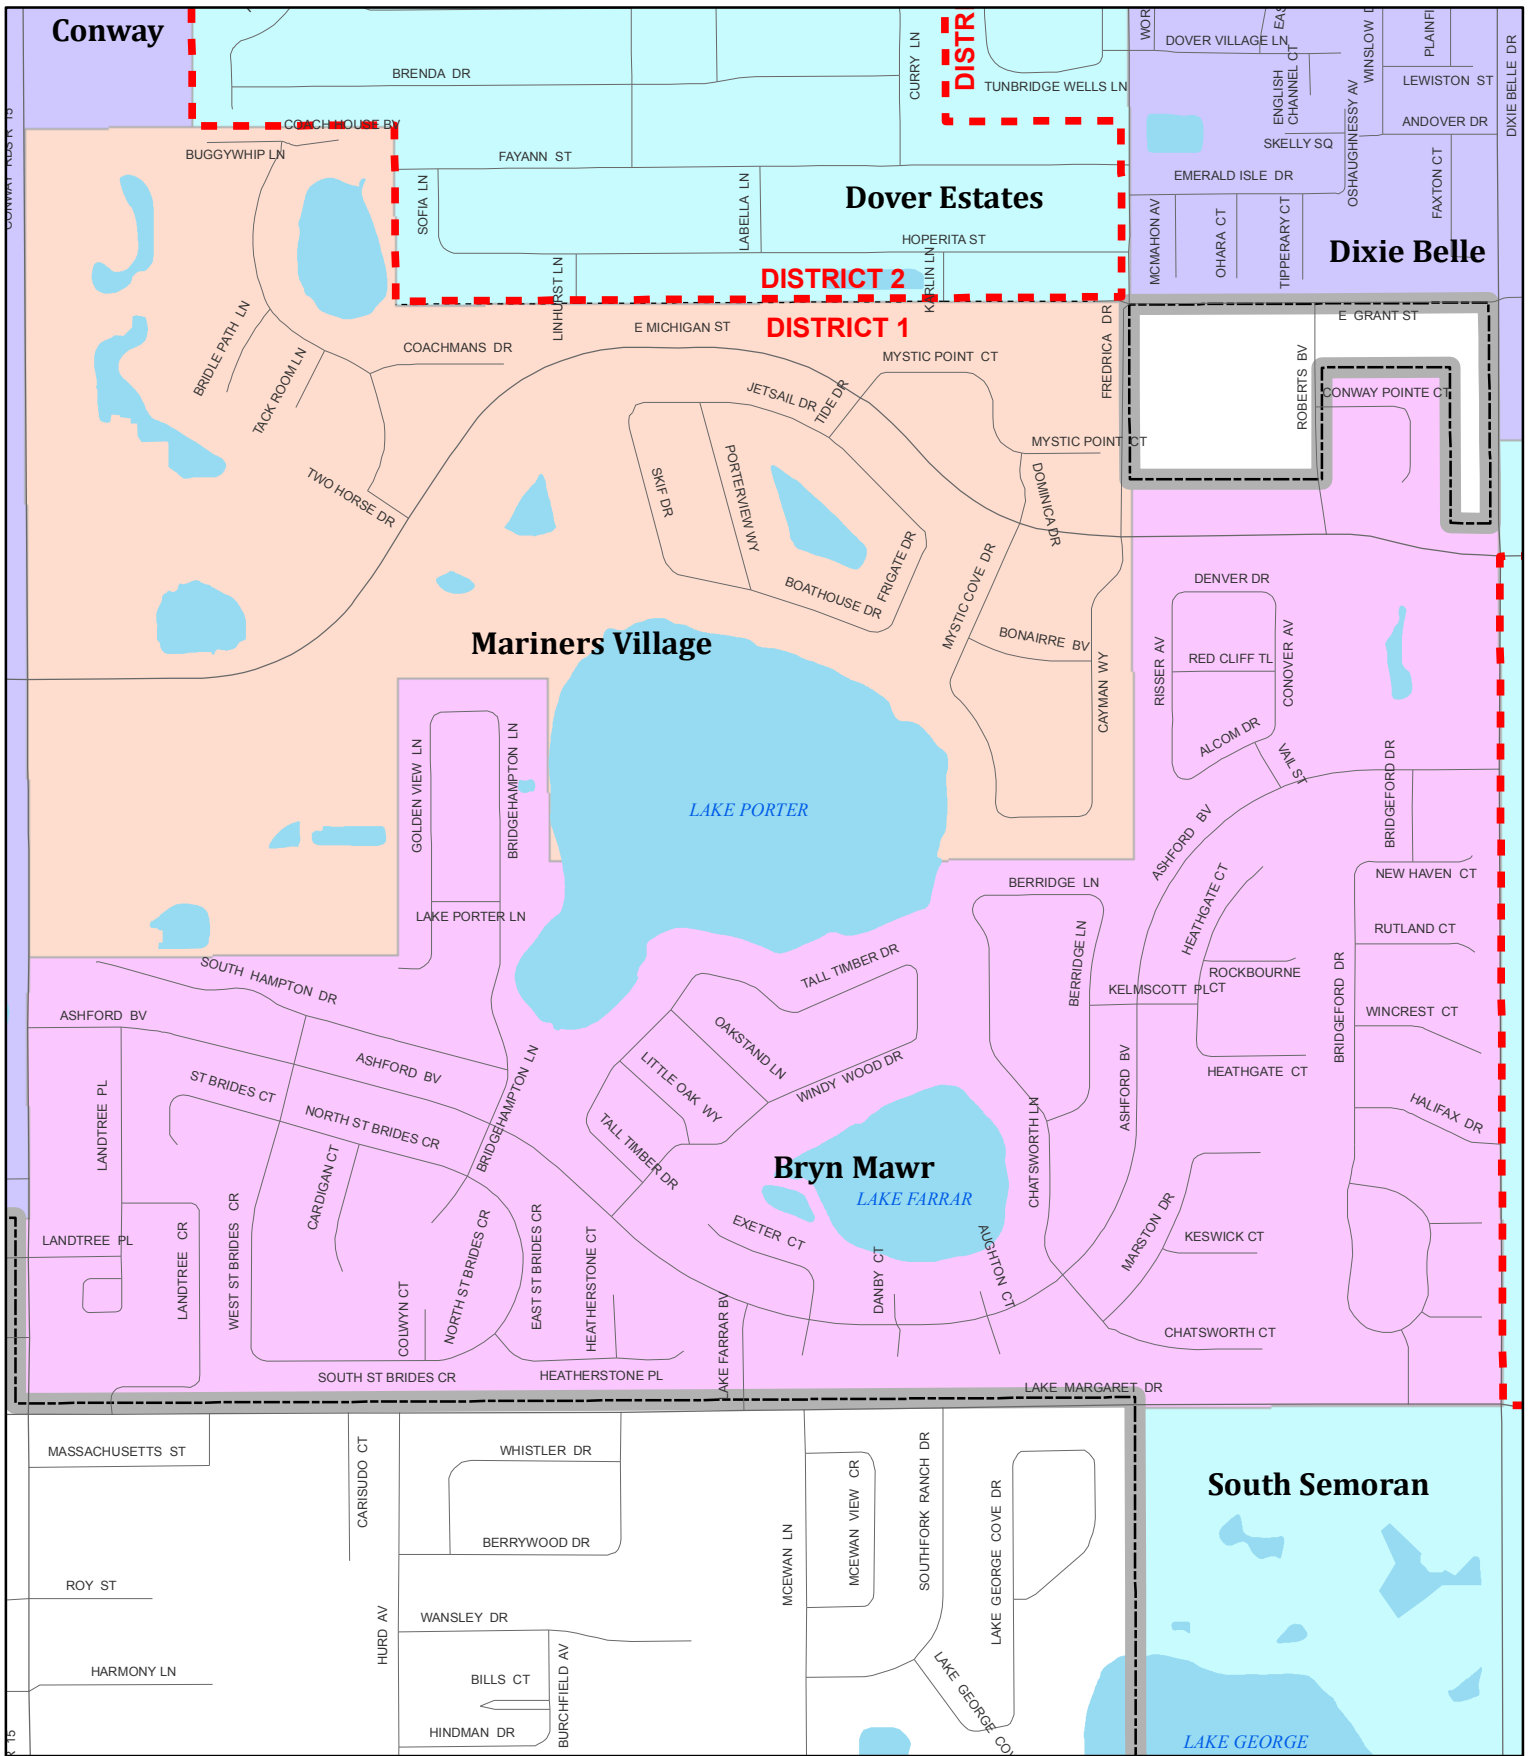 Conway
DISTRI
CURRY LN
WOR
EAS
WINSLOW D
PLAINFI
DIXIE BELLE DR
DOVER VILLAGE LN
BRENDA DR
TUNBRIDGE WELLS LN
ENGLISH
CHANNEL CT
LEWISTON ST
OSHAUGHNESSY AV
ANDOVER DR
COACH HOUSE BV
BUGGYWHIP LN
FAYANN ST
SKELLY SQ
CONWAY RDSR 15
SOFIA LN
LABELLA LN
Dover Estates
EMERALD ISLE DR
FAXTON CT
MCMAHON AV
OHARA CT
TIPPERARY CT
HOPERITA ST
Dixie Belle
LINHURST LN
DISTRICT 2
KARLIN LN
DISTRICT 1
E MICHIGAN ST
E GRANT ST
BRIDLE PATH LN
TACK ROOM LN
COACHMANS DR
MYSTIC POINT CT
FREDRICA DR
ROBERTS BV
JETSAIL DR
TIDE DR
CONWAY POINTE CT
MYSTIC POINT CT
TWO HORSE DR
SKIF DR
PORTERVIEW WY
DOMINICA DR
BOATHOUSE DR
FRIGATE DR
MYSTIC COVE DR
DENVER DR
Mariners Village
BONAIRRE BV
RISSER AV
RED CLIFF TL
CONOVER AV
CAYMAN WY
ALCOM DR
VAIL ST
GOLDEN VIEW LN
BRIDGEHAMPTON LN
LAKE PORTER
BRIDGEFORD DR
ASHFORD BV
BERRIDGE LN
HEATHGATE CT
NEW HAVEN CT
LAKE PORTER LN
BERRIDGE LN
RUTLAND CT
SOUTH HAMPTON DR
TALL TIMBER DR
ROCKBOURNE
CT
KELMSCOTT PL
BRIDGEFORD DR
ASHFORD BV
WINCREST CT
ASHFORD BV
OAKSTAND LN
LITTLE OAK WY
WINDY WOOD DR
HEATHGATE CT
ST BRIDES CT
BRIDGEHAMPTON LN
ASHFORD BV
NORTH ST BRIDES CR
LANDTREE PL
TALL TIMBER DR
HALIFAX DR
CHATSWORTH LN
Bryn Mawr
LAKE FARRAR
CARDIGAN CT
MARSTON DR
LANDTREE PL
LANDTREE CR
WEST ST BRIDES CR
EXETER CT
KESWICK CT
NORTH ST BRIDES CR
EAST ST BRIDES CR
HEATHERSTONE CT
DANBY CT
AUGHTON CT
COLWYN CT
LAKE FARRAR BV
CHATSWORTH CT
SOUTH ST BRIDES CR
HEATHERSTONE PL
LAKE MARGARET DR
MASSACHUSETTS ST
CARISUDO CT
WHISTLER DR
South Semoran
MCEWAN VIEW CR
SOUTHFORK RANCH DR
LAKE GEORGE COVE DR
BERRYWOOD DR
MCEWAN LN
ROY ST
HURD AV
WANSLEY DR
HARMONY LN
BILLS CT
BURCHFIELD AV
LAKE GEORGE COV
HINDMAN DR
R 15
LAKE GEORGE